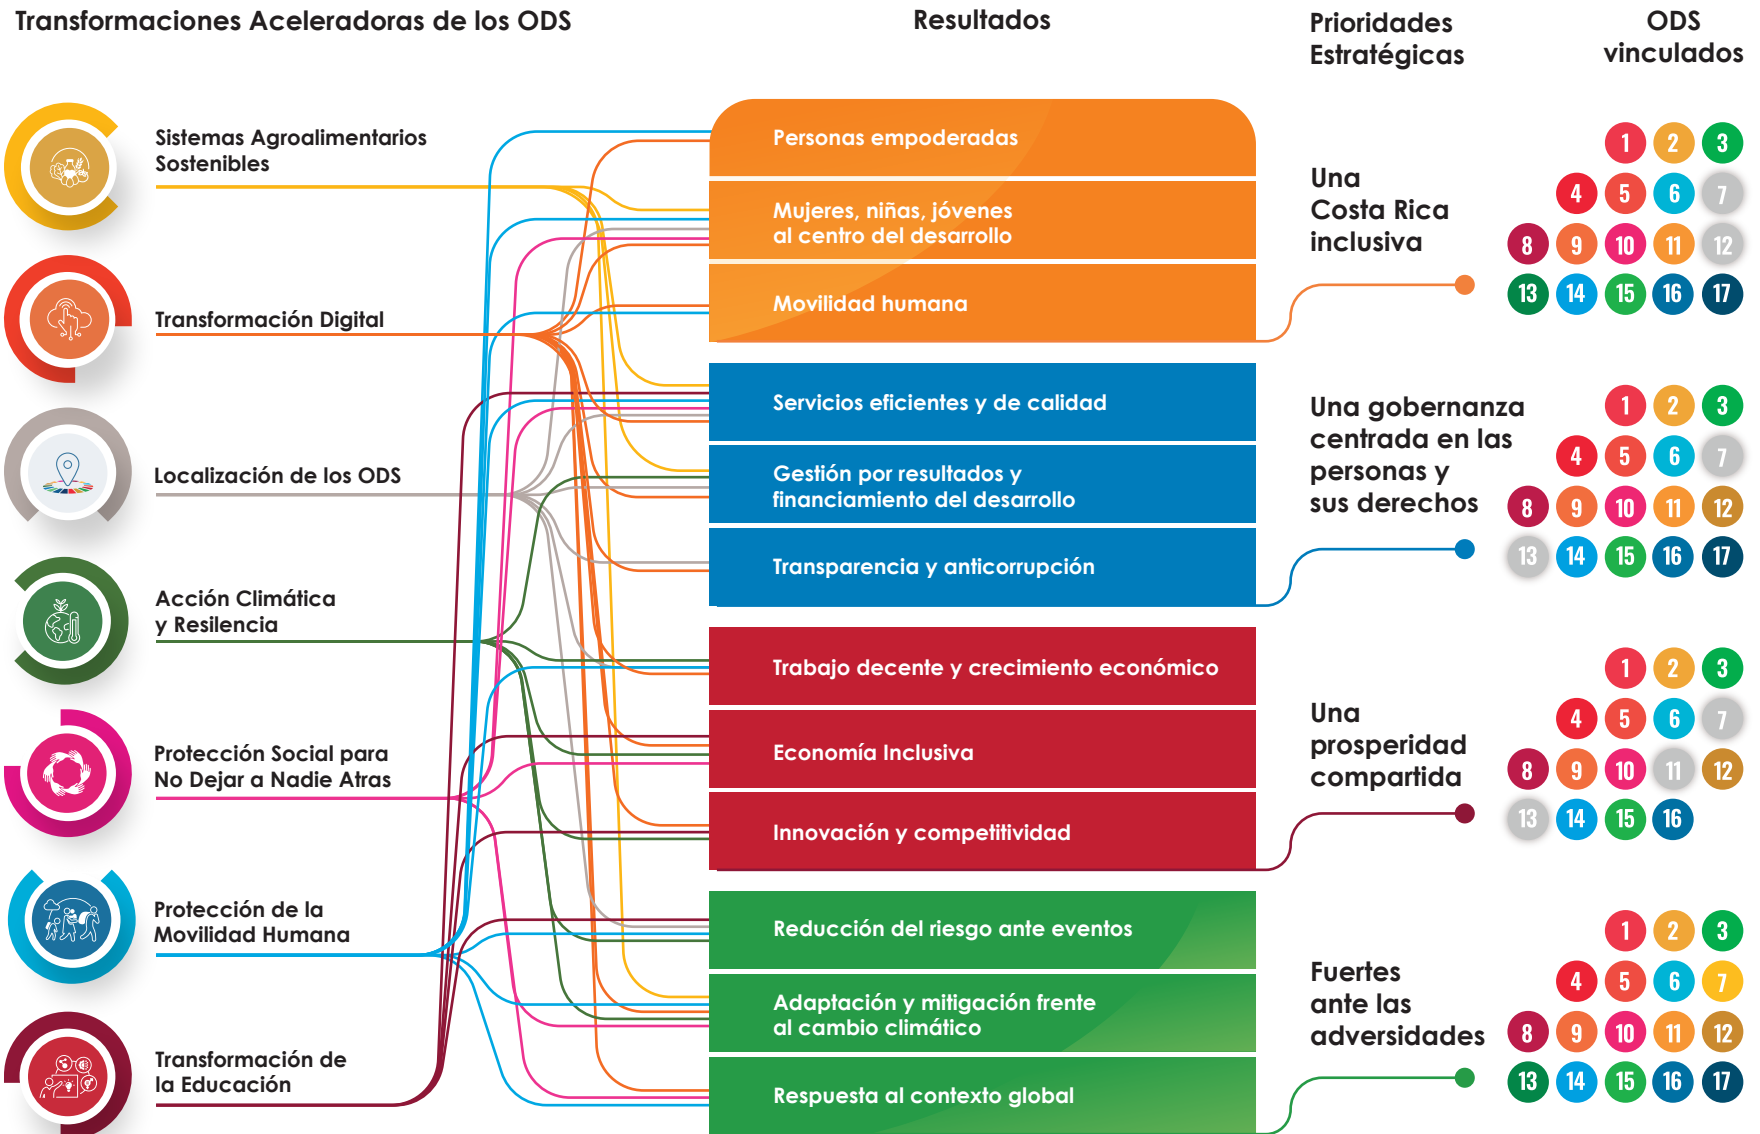 Transformaciones Aceleradoras de los ODS
Resultados
Prioridades
Estratégicas
ODS
vinculados
Sistemas Agroalimentarios
Sostenibles
Transformación Digital
Localización de los ODS
Acción Climática
y Resilencia
Protección Social para
No Dejar a Nadie Atras
Protección de la
Movilidad Humana
Transformación de
la Educación
Personas empoderadas
Mujeres, niñas, jóvenes
al centro del desarrollo
Movilidad humana
Servicios eficientes y de calidad
Gestión por resultados y
financiamiento del desarrollo
Transparencia y anticorrupción
Trabajo decente y crecimiento económico
Economía Inclusiva
Innovación y competitividad
Reducción del riesgo ante eventos
Adaptación y mitigación frente
al cambio climático
Respuesta al contexto global
Una
Costa Rica
inclusiva
1 2 3
4 5 6 7
8 9 10 11 12
13 14 15 16 17
Una gobernanza
centrada en las
personas y
sus derechos
1 2 3
4 5 6 7
8 9 10 11 12
13 14 15 16 17
Una
prosperidad
compartida
1 2 3
4 5 6 7
8 9 10 11 12
13 14 15 16
Fuertes
ante las
adversidades
1 2 3
4 5 6 7
8 9 10 11 12
13 14 15 16 17